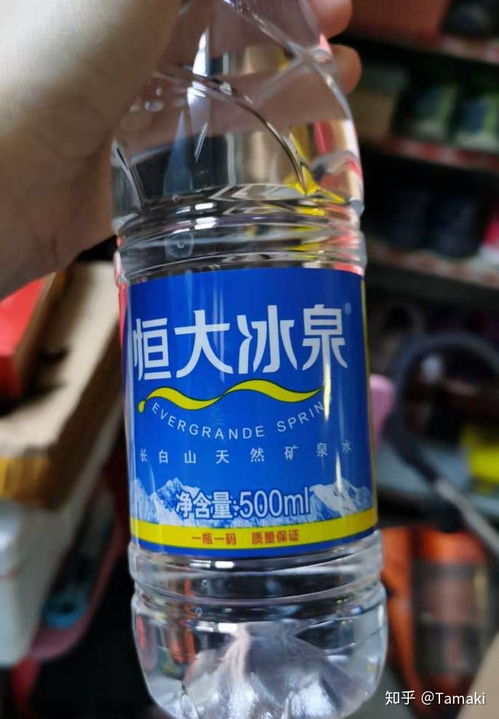 恒大冰泉®
EVERGRANDE SPRIN
长白山天然矿泉水
净含量:500ml
一瓶一码 质量保证
知乎 @Tamaki